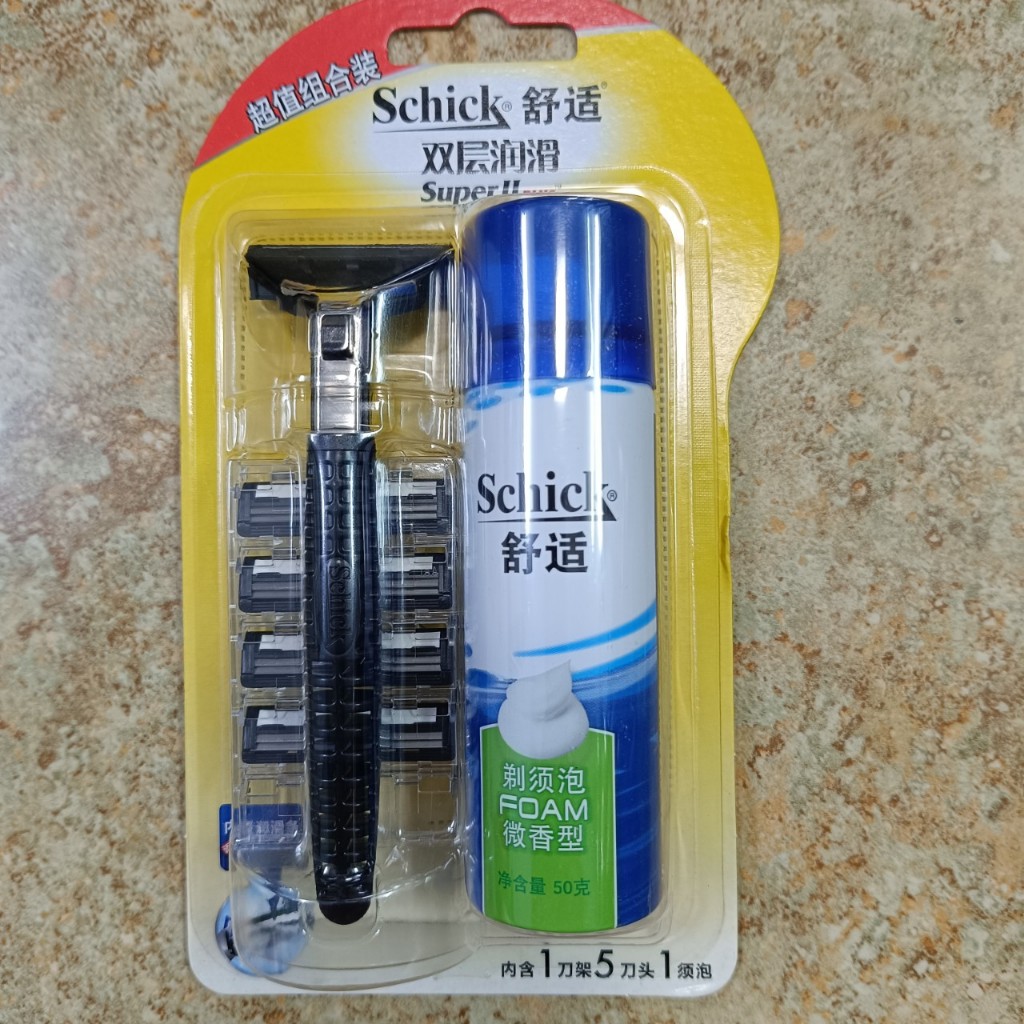 超值组合装
Schick® 舒适®
双层润滑
Super II
Schick®
舒适
Schick
剃须泡
FOAM
微香型
净含量 50克
内含1刀架5刀头1须泡